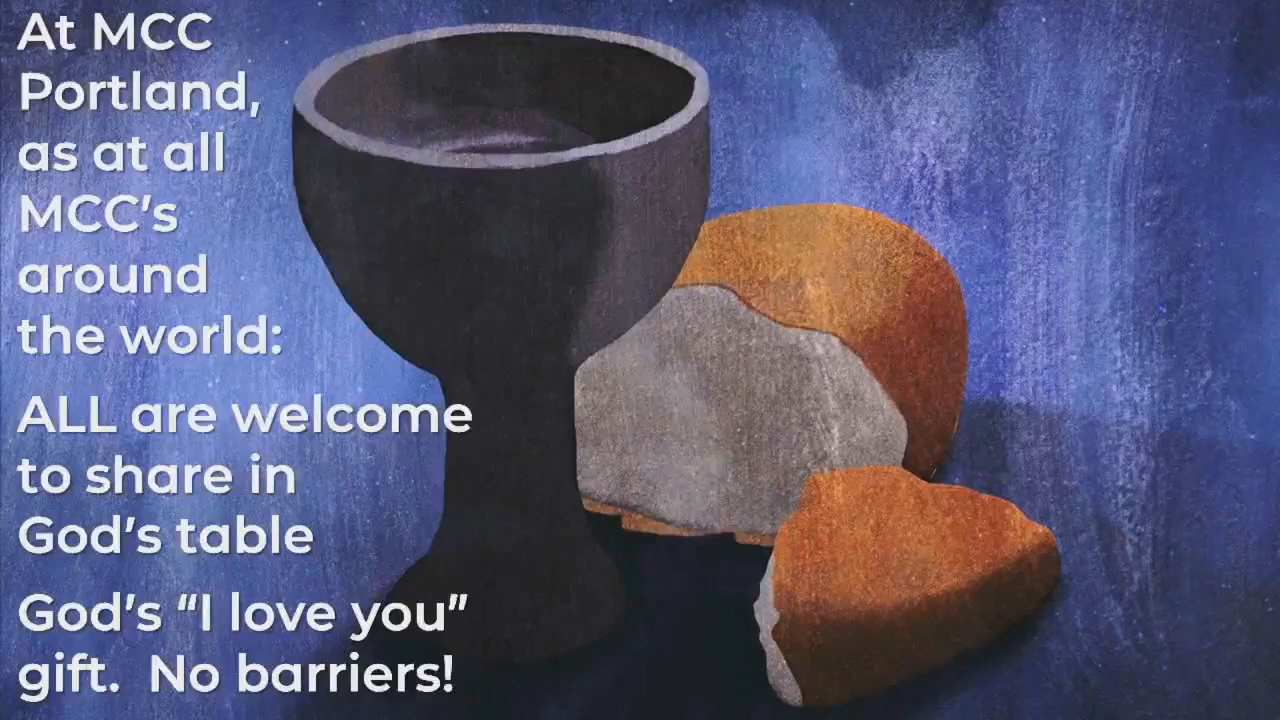 At MCC
Portland,
as at all
MCC’s
around
the world:
ALL are welcome
to share in
God’s table
God’s “I love you”
gift.  No barriers!